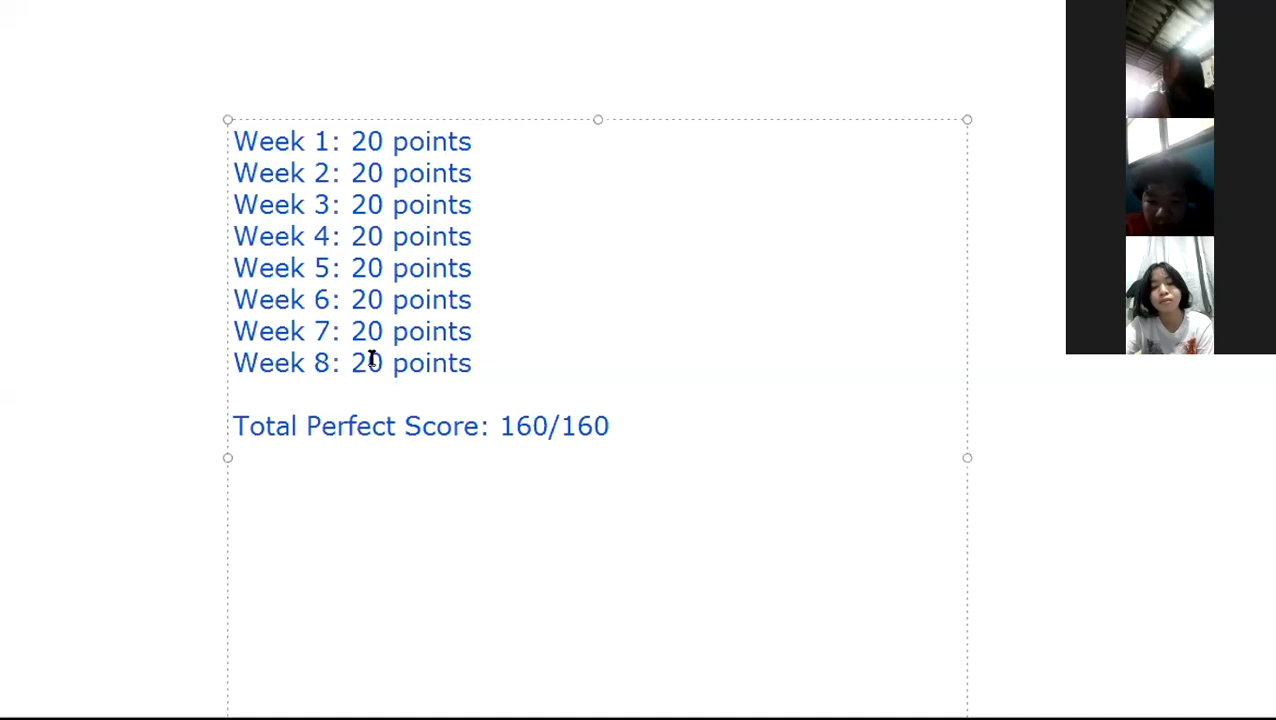 Week 1: 20 points
Week 2: 20 points
Week 3: 20 points
Week 4: 20 points
Week 5: 20 points
Week 6: 20 points
Week 7: 20 points
Week 8: 20 points
Total Perfect Score: 160/160